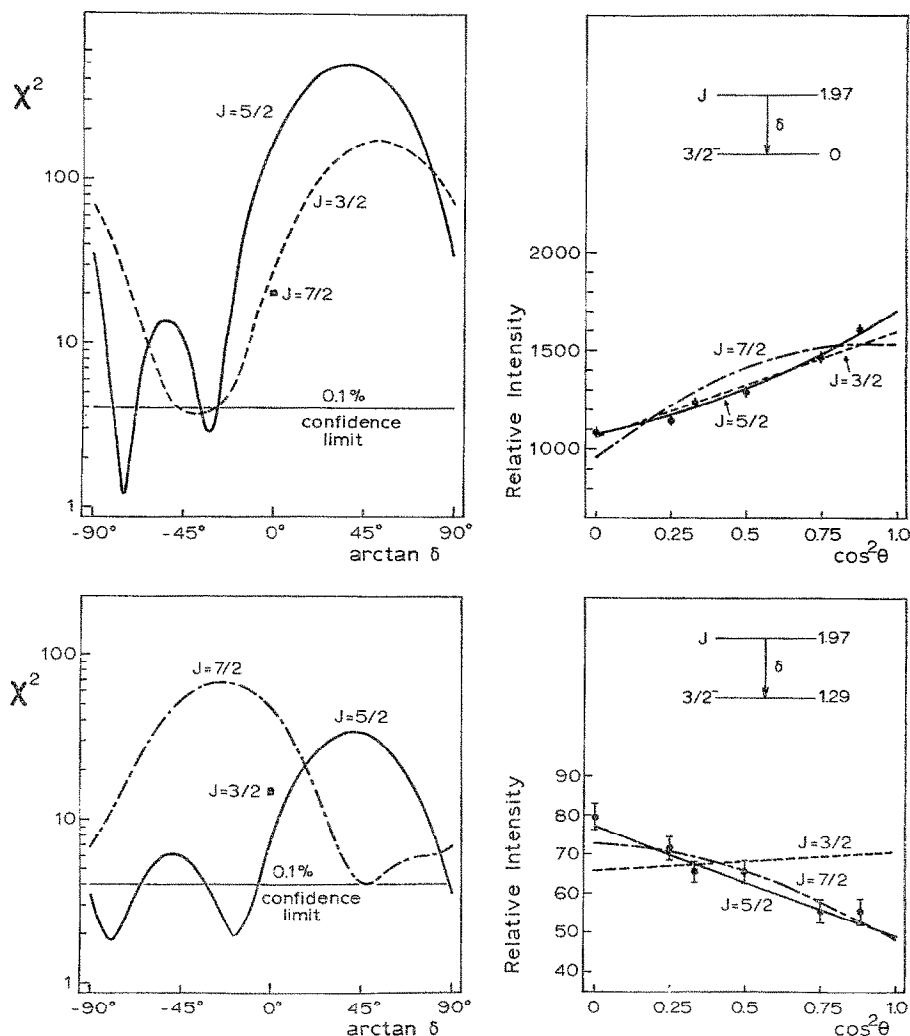 χ²
100
10
1
J=5/2
J=3/2
J=7/2
0.1%
confidence
limit
-90°
-45°
0°
45°
90°
arctan δ
Relative Intensity
2000
1500
1000
J
1.97
δ
3/2⁻
0
J=7/2
J=3/2
J=5/2
0
0.25
0.5
0.75
1.0
cos²θ
χ²
100
10
1
J=7/2
J=5/2
J=3/2
0.1%
confidence
limit
-90°
-45°
0°
45°
90°
arctan δ
Relative Intensity
90
80
70
60
50
40
J
1.97
δ
3/2⁻
1.29
J=3/2
J=7/2
J=5/2
0
0.25
0.5
0.75
1.0
cos²θ